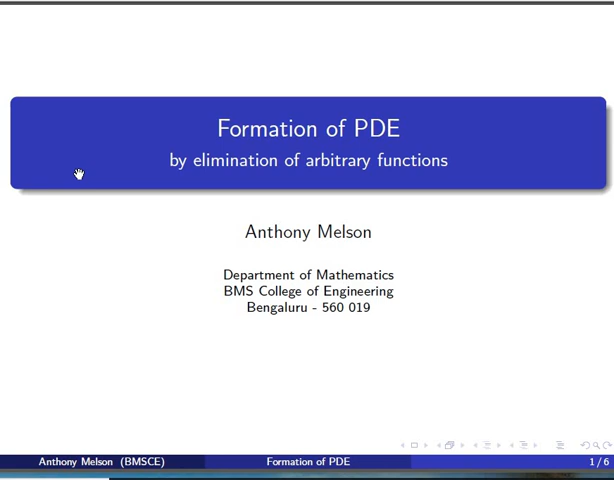 Formation of PDE
by elimination of arbitrary functions
Anthony Melson
Department of Mathematics
BMS College of Engineering
Bengaluru - 560 019
Anthony Melson (BMSCE) Formation of PDE 1 / 6